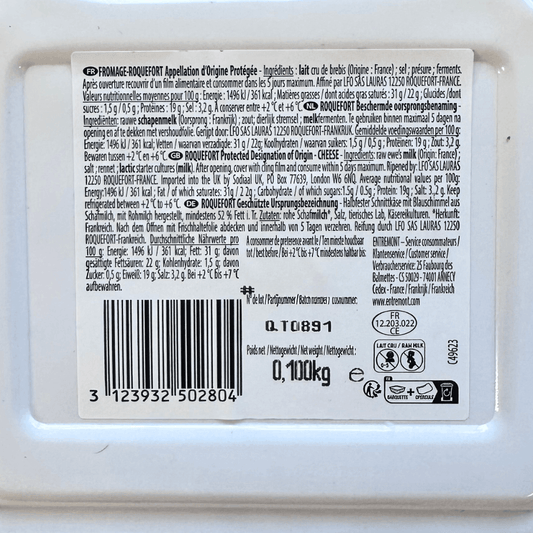 FR FROMAGE-ROQUEFORT Appellation d'Origine Protégée - Ingrédients : lait cru de brebis (Origine : France) ; sel ; présure ; ferments.
Après ouverture recouvrir d'un film alimentaire et consommer dans les 5 jours maximum. Affiné par LFO SAS LAURAS 12250 ROQUEFORT-FRANCE.
Valeurs nutritionnelles moyennes pour 100 g : Energie : 1496 kJ / 361 kcal ; Matières grasses / dont acides gras saturés : 31 g / 22 g ; Glucides / dont
sucres : 1,5 g / 0,5 g ; Protéines : 19 g ; Sel : 3,2 g. A conserver entre +2 °C et +6 °C NL ROQUEFORT Beschermde oorsprongsbenaming -
Ingrediënten: rauwe schapenmelk (Oorsprong : Frankrijk) ; zout; dierlijk stremsel ; melkfermenten. Te gebruiken binnen maximaal 5 dagen na
opening en af te dekken met vershoudfolie. Gerijpt door: LFO SAS LAURAS 12250 ROQUEFORT-FRANKRIJK. Gemiddelde voedingswaarden per 100 g:
Energie: 1496 kJ / 361 kcal; Vetten / waarvan verzadigde: 31 g/ 22g; Koolhydraten / waarvan suikers: 1,5 g / 0,5 g; Proteïnen: 19 g; Zout: 3,2 g.
Bewaren tussen +2 °C en +6 °C GB ROQUEFORT Protected Designation of Origin - CHEESE - Ingredients : raw ewe's milk (Origin: France) ;
salt ; rennet ; lactic starter cultures (milk). After opening, cover with cling film and consume within 5 days maximum. Ripened by: LFO SAS LAURAS
12250 ROQUEFORT-FRANCE. Imported into the UK by Sodiaal UK, PO Box 77639, London W6 6HQ. Average nutritional values per 100g:
Energy:1496 kJ / 361 kcal ; Fat / of which saturates: 31g / 22g ; Carbohydrate / of which sugars:1.5g / 0.5g ; Protein: 19g ; Salt: 3,2g. Keep
refrigerated between +2°C to +6°C DE ROQUEFORT Geschützte Ursprungsbezeichnung - Halbfester Schnittkäse mit Blauschimmel aus
Schafmilch, mit Rohmilch hergestellt, mindestens 52 % Fett i. Tr. Zutaten: rohe Schafmilch*, Salz, tierisches Lab, Käsereikulturen. *Herkunft:
Frankreich. Nach dem Öffnen mit Frischhaltefolie abdecken und innerhalb von 5 Tagen verzehren. Reifung durch: LFO SAS LAURAS 12250
ROQUEFORT-Frankreich. Durchschnittliche Nährwerte pro
100 g: Energie: 1496 kJ / 361 kcal; Fett: 31 g; davon
gesättigte Fettsäuren: 22 g; Kohlenhydrate: 1,5 g; davon
Zucker: 0,5 g; Eiweiß: 19 g; Salz: 3,2 g. Bei +2 °C bis +7 °C
aufbewahren.
A consommer de préférence avant le / Ten minste houdbaar
tot / best before / Bei +2°C bis +7°C mindestens haltbar bis:
ENTREMONT - Service consommateurs /
Klantendienst / Customer service /
Verbraucherservice: 25 Faubourg des
Balmettes - CS 50029 - 74001 ANNECY
Cedex - France / Frankrijk / Frankreich
www.entremont.com
N° de lot / Partijnummer / Batch number /
QT0891
Poids net / Nettogewicht / Net weight / Nettogewicht :
0,100kg e
FR
12.203.022
CE
LAIT CRU / RAW MILK
0-5
C49623
FR
BARQUETTE + OPERCULE
3 123932 502804